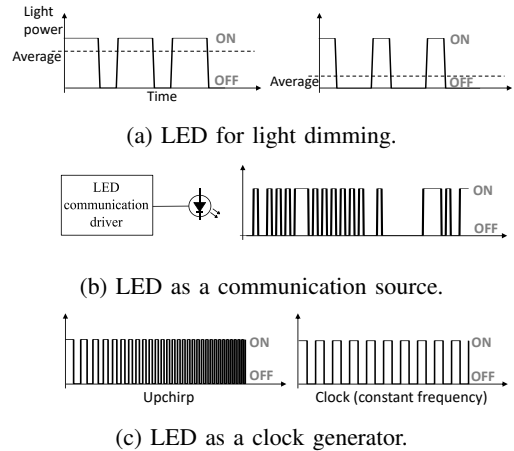 Light
power
ON
ON
Average
Average
OFF
OFF
Time
(a) LED for light dimming.
LED
communication
driver
ON
OFF
(b) LED as a communication source.
ON
ON
OFF
OFF
Upchirp
Clock (constant frequency)
(c) LED as a clock generator.